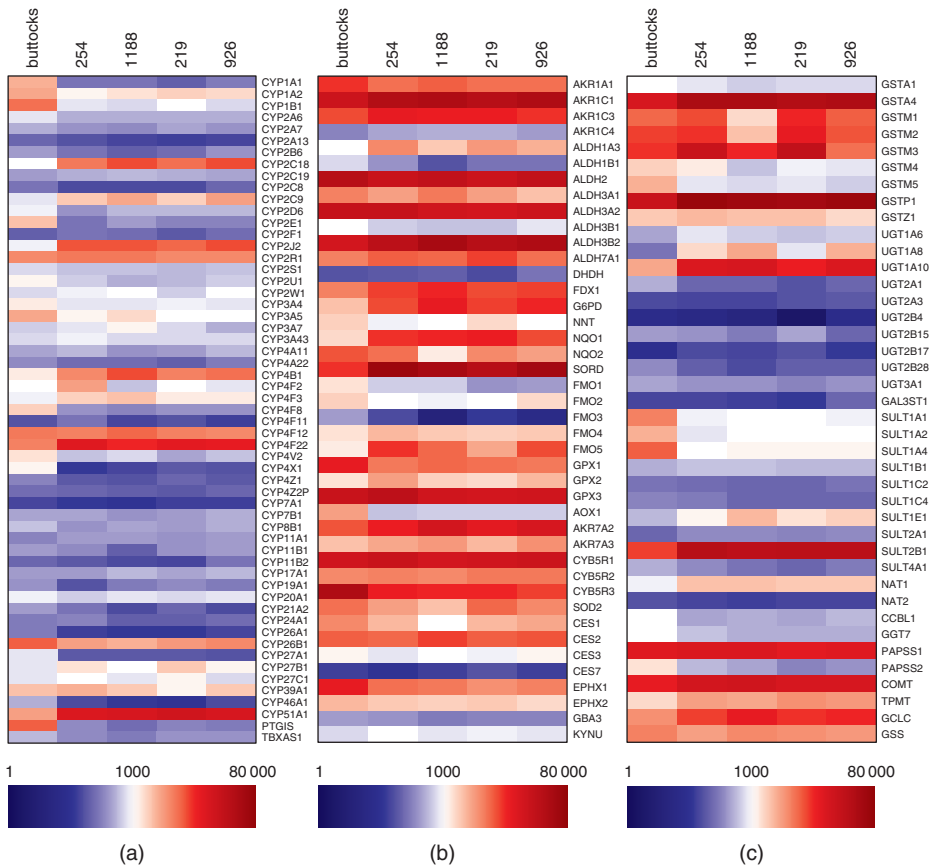 buttocks 254 1188 219 926
CYP1A1
CYP1A2
CYP1B1
CYP2A6
CYP2A7
CYP2A13
CYP2B6
CYP2C18
CYP2C19
CYP2C8
CYP2C9
CYP2D6
CYP2E1
CYP2F1
CYP2J2
CYP2R1
CYP2S1
CYP2U1
CYP2W1
CYP3A4
CYP3A5
CYP3A7
CYP3A43
CYP4A11
CYP4A22
CYP4B1
CYP4F2
CYP4F3
CYP4F8
CYP4F11
CYP4F12
CYP4F22
CYP4V2
CYP4X1
CYP4Z1
CYP4Z2P
CYP7A1
CYP7B1
CYP8B1
CYP11A1
CYP11B1
CYP11B2
CYP17A1
CYP19A1
CYP20A1
CYP21A2
CYP24A1
CYP26A1
CYP26B1
CYP27A1
CYP27B1
CYP27C1
CYP39A1
CYP46A1
CYP51A1
PTGIS
TBXAS1
1 1000 80 000
(a)
buttocks 254 1188 219 926
AKR1A1
AKR1C1
AKR1C3
AKR1C4
ALDH1A3
ALDH1B1
ALDH2
ALDH3A1
ALDH3A2
ALDH3B1
ALDH3B2
ALDH7A1
DHDH
FDX1
G6PD
NNT
NQO1
NQO2
SORD
FMO1
FMO2
FMO3
FMO4
FMO5
GPX1
GPX2
GPX3
AOX1
AKR7A2
AKR7A3
CYB5R1
CYB5R2
CYB5R3
SOD2
CES1
CES2
CES3
CES7
EPHX1
EPHX2
GBA3
KYNU
1 1000 80 000
(b)
buttocks 254 1188 219 926
GSTA1
GSTA4
GSTM1
GSTM2
GSTM3
GSTM4
GSTM5
GSTP1
GSTZ1
UGT1A6
UGT1A8
UGT1A10
UGT2A1
UGT2A3
UGT2B4
UGT2B15
UGT2B17
UGT2B28
UGT3A1
GAL3ST1
SULT1A1
SULT1A2
SULT1A4
SULT1B1
SULT1C2
SULT1C4
SULT1E1
SULT2A1
SULT2B1
SULT4A1
NAT1
NAT2
CCBL1
GGT7
PAPSS1
PAPSS2
COMT
TPMT
GCLC
GSS
1 1000 80 000
(c)